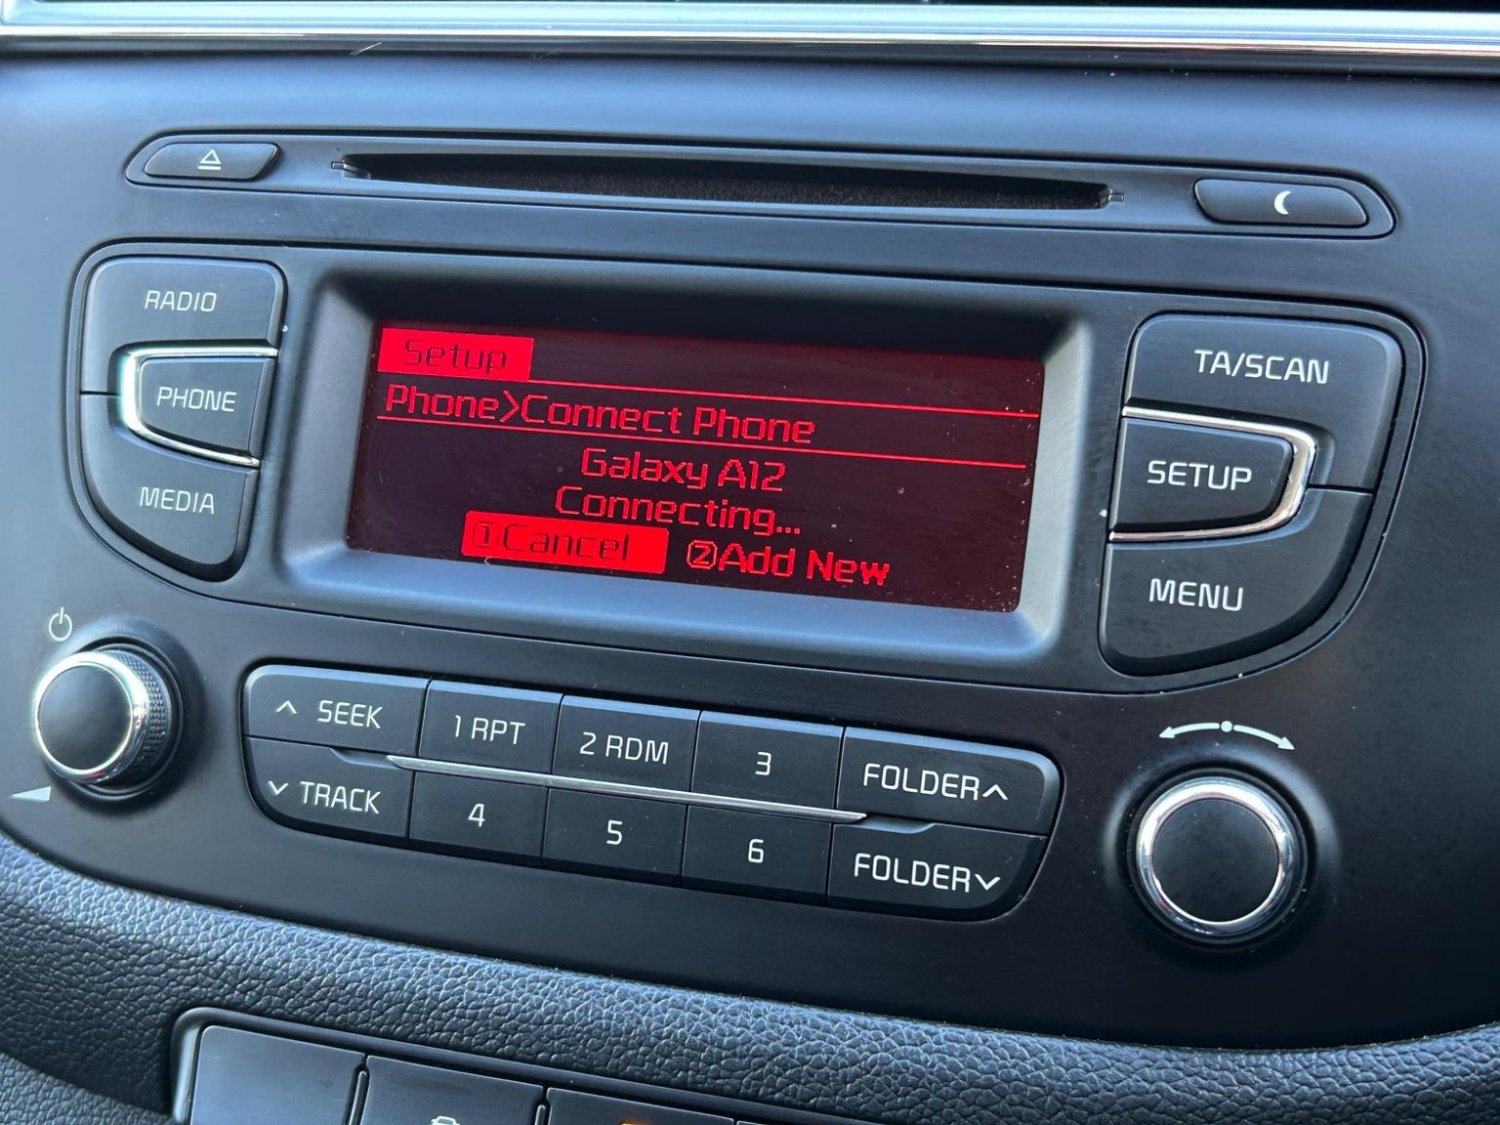 RADIO
PHONE
MEDIA
Setup
Phone>Connect Phone
Galaxy A12
Connecting...
①Cancel ②Add New
TA/SCAN
SETUP
MENU
SEEK
TRACK
1 RPT
2 RDM
3
4
5
6
FOLDER
FOLDER